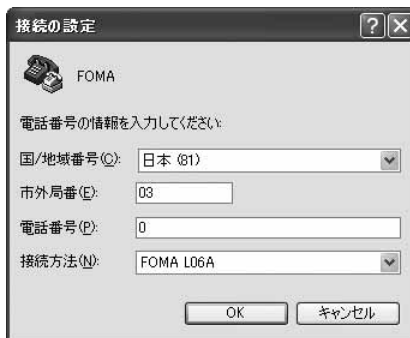 接続の設定
FOMA
電話番号の情報を入力してください:
国/地域番号(C): 日本 (81)
市外局番(E): 03
電話番号(P): 0
接続方法(N): FOMA L06A
OK キャンセル